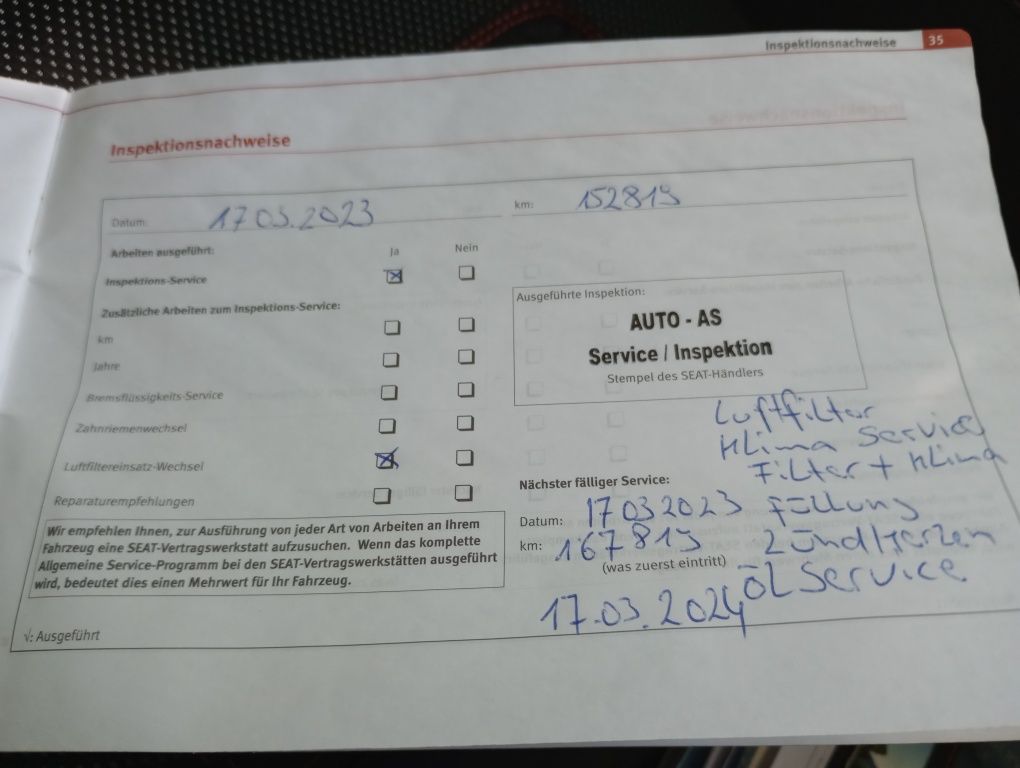 Inspektionsnachweise 35
Inspektionsnachweise
Datum: 17 03.2023 km: 152819
Arbeiten ausgeführt: Ja Nein
Inspektions-Service
Zusätzliche Arbeiten zum Inspektions-Service:
km
Jahre
Bremsflüssigkeits-Service
Zahnriemenwechsel
Luftfiltereinsatz-Wechsel
Reparaturempfehlungen
Wir empfehlen Ihnen, zur Ausführung von jeder Art von Arbeiten an Ihrem
Fahrzeug eine SEAT-Vertragswerkstatt aufzusuchen. Wenn das komplette
Allgemeine Service-Programm bei den SEAT-Vertragswerkstätten ausgeführt
wird, bedeutet dies einen Mehrwert für Ihr Fahrzeug.
√: Ausgeführt
Ausgeführte Inspektion:
AUTO - AS
Service / Inspektion
Stempel des SEAT-Händlers
Luftfilter
Klima Service
Filter + Klima
Füllung
Zündkerzen
ÖL Service
Nächster fälliger Service:
Datum: 17 03 2023
km: 167819
(was zuerst eintritt)
17.03.2024